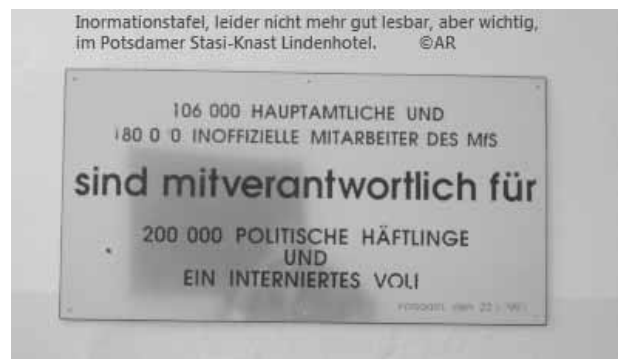 Inormationstafel, leider nicht mehr gut lesbar, aber wichtig,
im Potsdamer Stasi-Knast Lindenhotel. ©AR
106 000 HAUPTAMTLICHE UND
180 0 0 INOFFIZIELLE MITARBEITER DES MfS
sind mitverantwortlich für
200 000 POLITISCHE HÄFTLINGE
UND
EIN INTERNIERTES VOLI